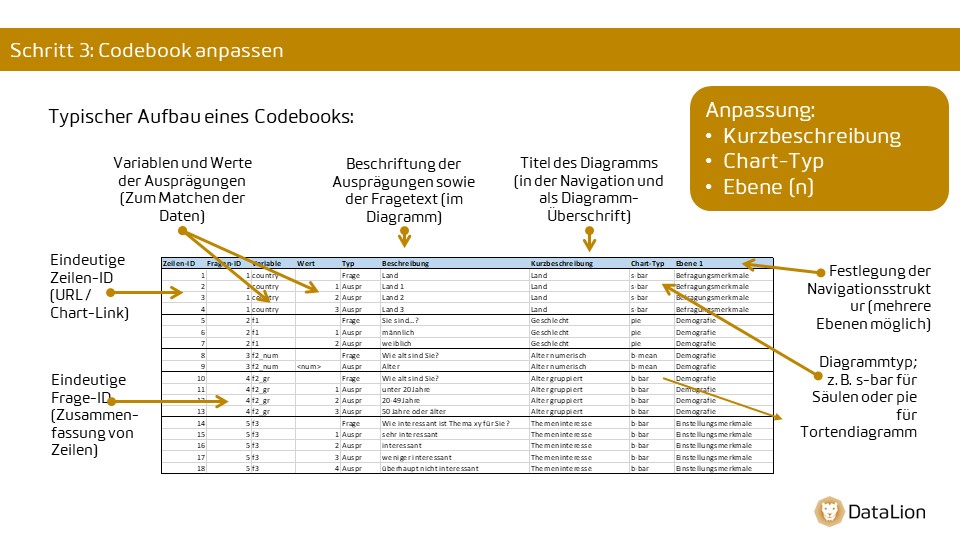 Schritt 3: Codebook anpassen
Typischer Aufbau eines Codebooks:
Anpassung:
• Kurzbeschreibung
• Chart-Typ
• Ebene (n)
Variablen und Werte
der Ausprägungen
(Zum Matchen der
Daten)
Beschriftung der
Ausprägungen sowie
der Fragetext (im
Diagramm)
Titel des Diagramms
(in der Navigation und
als Diagramm-
Überschrift)
Eindeutige
Zeilen-ID
(URL /
Chart-Link)
Eindeutige
Frage-ID
(Zusammen-
fassung von
Zeilen)
Zeilen-ID Fragen-ID Variable Wert Typ Beschreibung Kurzbeschreibung Chart-Typ Ebene 1
1 1 country Frage Land Land s-bar Befragungsmerkmale
2 1 country 1 Auspr Land 1 Land s-bar Befragungsmerkmale
3 1 country 2 Auspr Land 2 Land s-bar Befragungsmerkmale
4 1 country 3 Auspr Land 3 Land s-bar Befragungsmerkmale
5 2 f1 Frage Sie sind...? Geschlecht pie Demografie
6 2 f1 1 Auspr männlich Geschlecht pie Demografie
7 2 f1 2 Auspr weiblich Geschlecht pie Demografie
8 3 f2_num Frage Wie alt sind Sie? Alter numerisch b-mean Demografie
9 3 f2_num <num> Auspr Alter Alter numerisch b-mean Demografie
10 4 f2_gr Frage Wie alt sind Sie? Alter gruppiert b-bar Demografie
11 4 f2_gr 1 Auspr unter 20 Jahre Alter gruppiert b-bar Demografie
12 4 f2_gr 2 Auspr 20-49 Jahre Alter gruppiert b-bar Demografie
13 4 f2_gr 3 Auspr 50 Jahre oder älter Alter gruppiert b-bar Demografie
14 5 f3 Frage Wie interessant ist Thema xy für Sie? Themeninteresse b-bar Einstellungsmerkmale
15 5 f3 1 Auspr sehr interessant Themeninteresse b-bar Einstellungsmerkmale
16 5 f3 2 Auspr interessant Themeninteresse b-bar Einstellungsmerkmale
17 5 f3 3 Auspr weniger interessant Themeninteresse b-bar Einstellungsmerkmale
18 5 f3 4 Auspr überhaupt nicht interessant Themeninteresse b-bar Einstellungsmerkmale
Festlegung der
Navigationsstrukt
ur (mehrere
Ebenen möglich)
Diagrammtyp;
z. B. s-bar für
Säulen oder pie
für
Tortendiagramm
DataLion